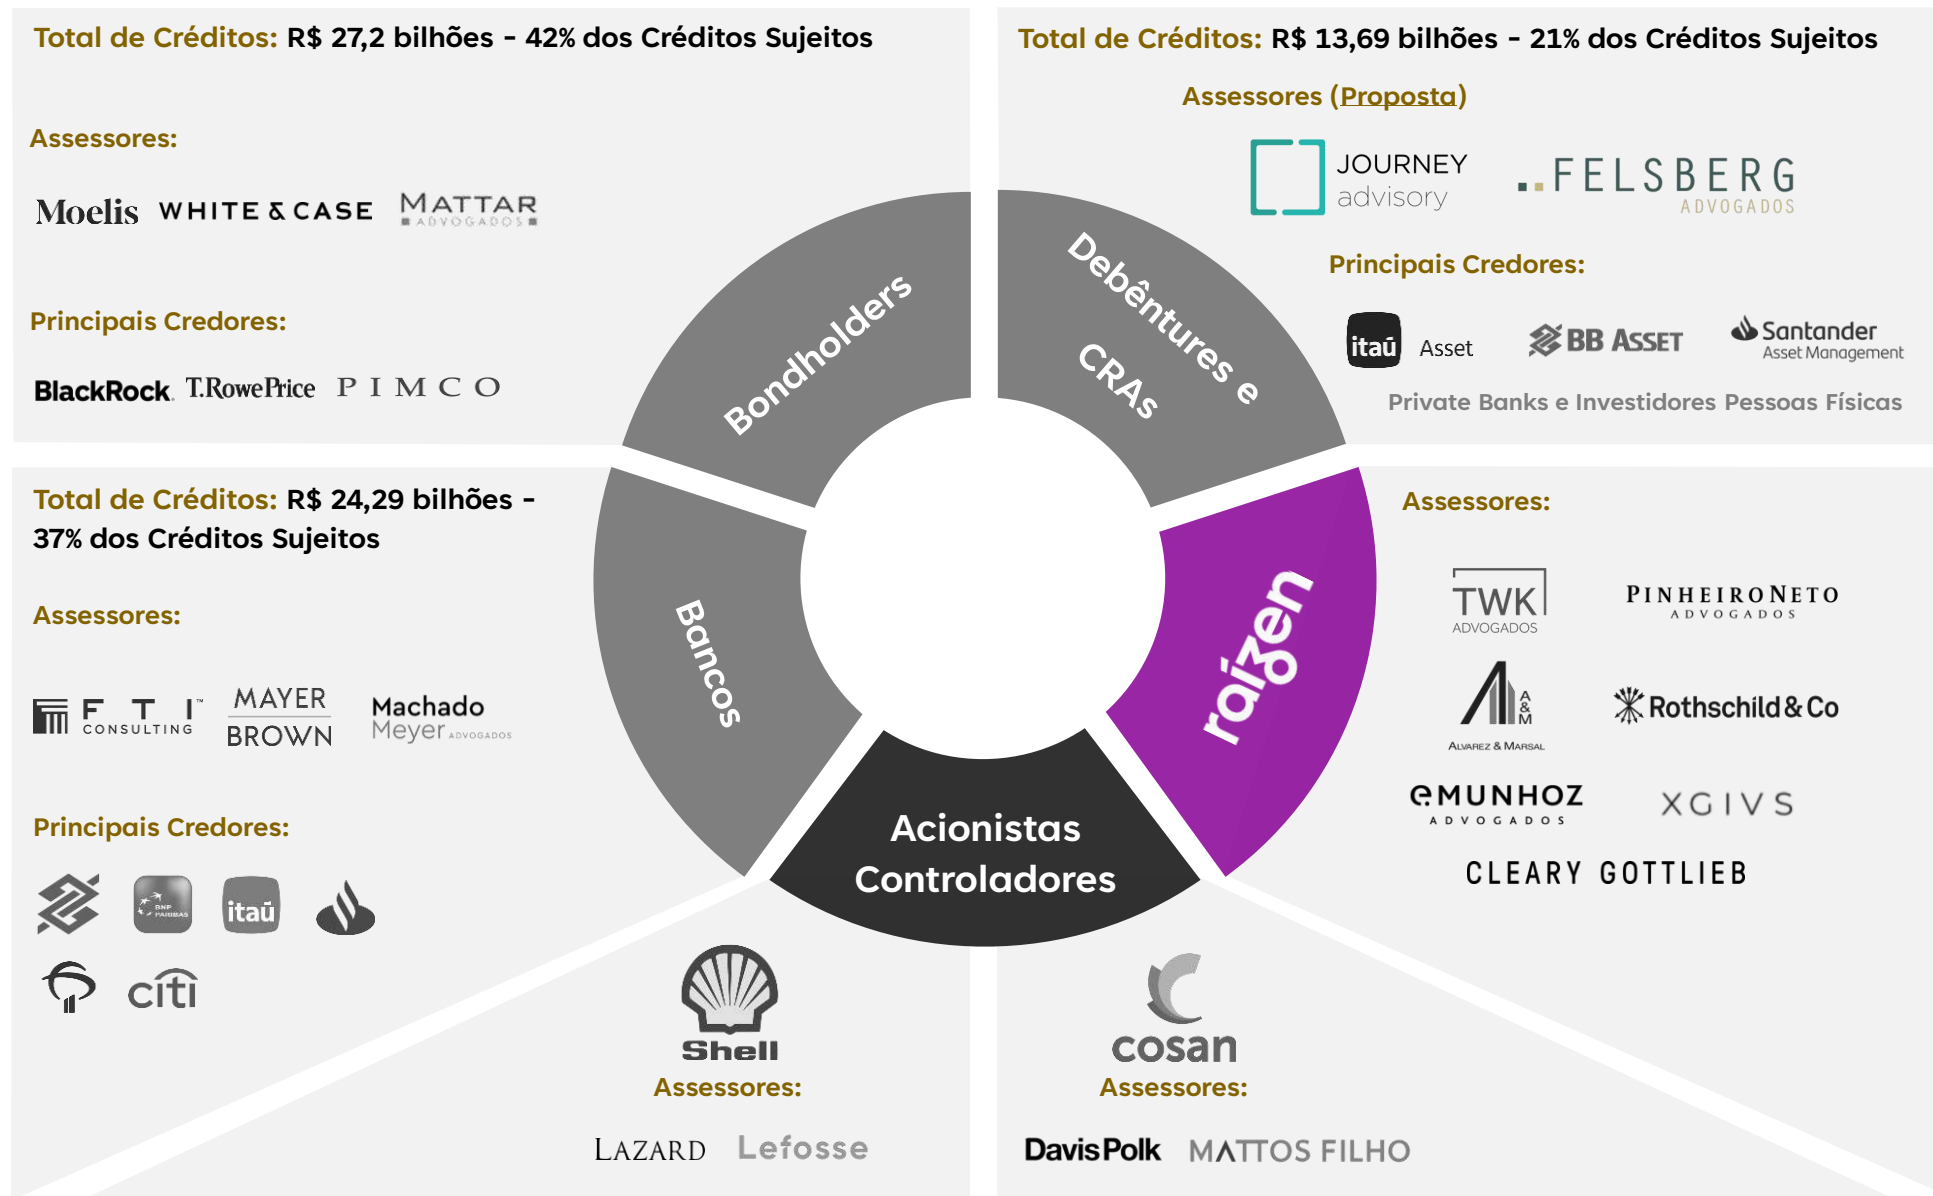 Total de Créditos: R$ 27,2 bilhões - 42% dos Créditos Sujeitos
Assessores:
Moelis WHITE & CASE MATTAR
ADVOGADOS
Principais Credores:
BlackRock. T.RowePrice PIMCO
Total de Créditos: R$ 13,69 bilhões - 21% dos Créditos Sujeitos
Assessores (Proposta)
JOURNEY
advisory
FELSBERG
ADVOGADOS
Principais Credores:
itaú Asset
BB ASSET
Santander
Asset Management
Private Banks e Investidores Pessoas Físicas
Bondholders
Debêntures e
CRAs
Total de Créditos: R$ 24,29 bilhões -
37% dos Créditos Sujeitos
Assessores:
FTI™
CONSULTING
MAYER
BROWN
Machado
Meyer ADVOGADOS
Principais Credores:
BNP
PARIBAS
itaú
citi
Bancos
raízen
Acionistas
Controladores
Assessores:
TWK
ADVOGADOS
PINHEIRONETO
ADVOGADOS
A&M
ALVAREZ & MARSAL
Rothschild & Co
eMUNHOZ
ADVOGADOS
XGIVS
CLEARY GOTTLIEB
Shell
Assessores:
LAZARD Lefosse
cosan
Assessores:
DavisPolk MATTOS FILHO